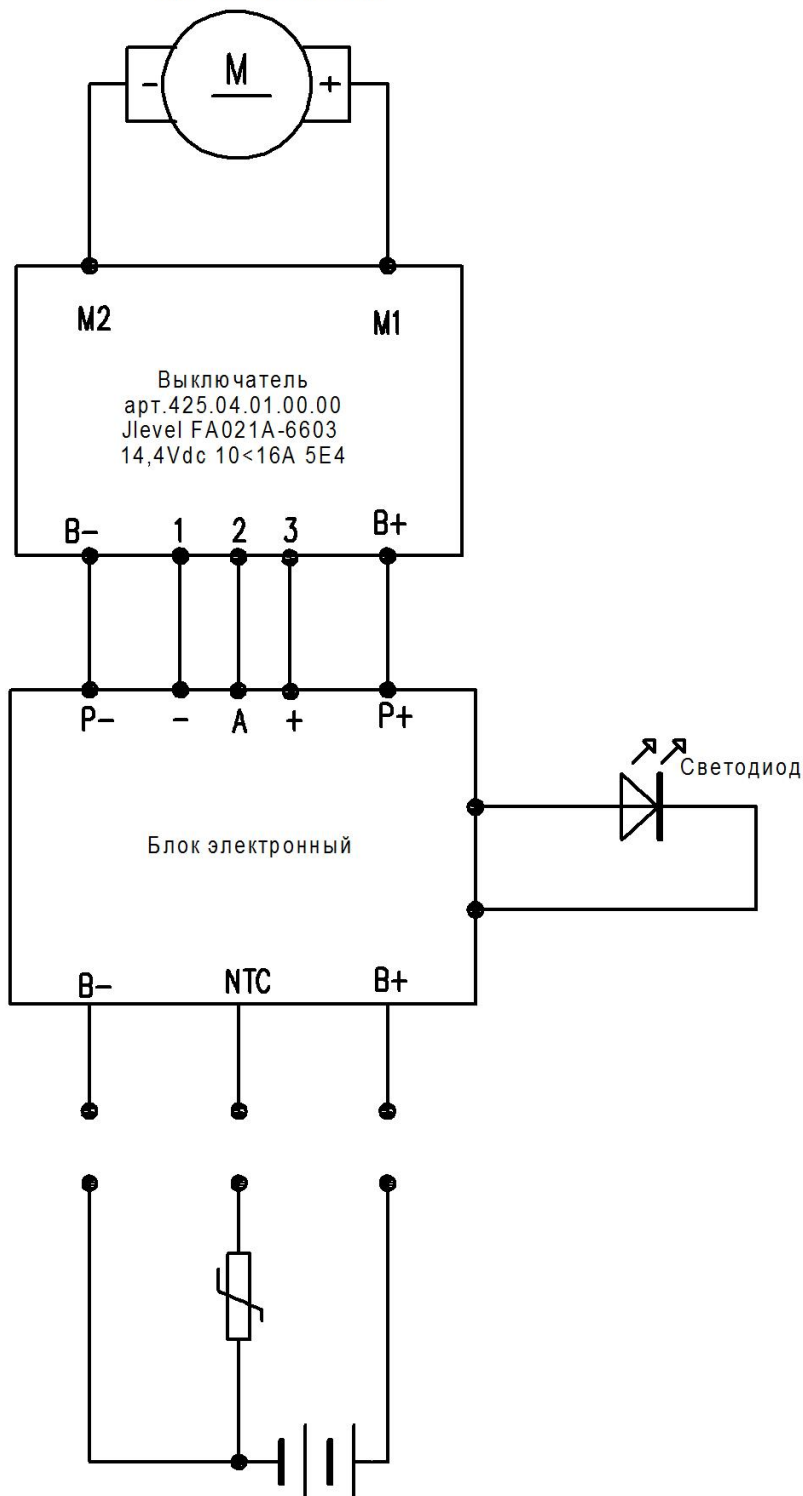 M
- +
M2 M1
Выключатель
арт.425.04.01.00.00
Jlevel FA021A-6603
14,4Vdc 10<16A 5E4
B- 1 2 3 B+
P- - A + P+
Светодиод
Блок электронный
B- NTC B+